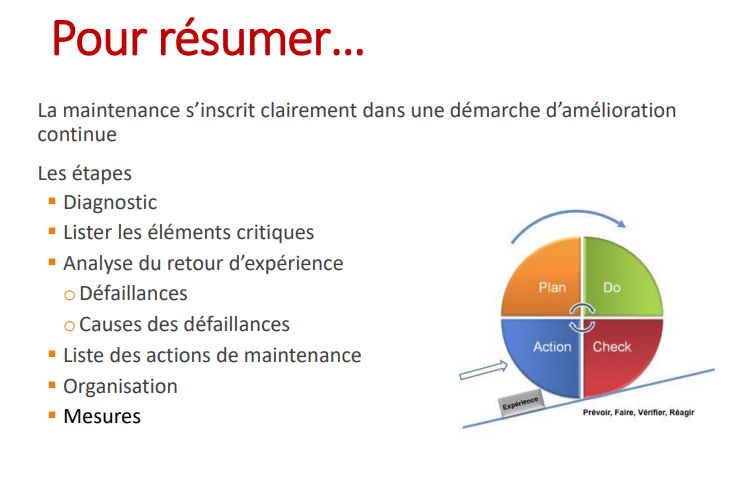 Pour résumer…
La maintenance s’inscrit clairement dans une démarche d’amélioration
continue
Les étapes
▪ Diagnostic
▪ Lister les éléments critiques
▪ Analyse du retour d’expérience
o Défaillances
o Causes des défaillances
▪ Liste des actions de maintenance
▪ Organisation
▪ Mesures
Plan
Do
Action
Check
Expérience
Prévoir, Faire, Vérifier, Réagir